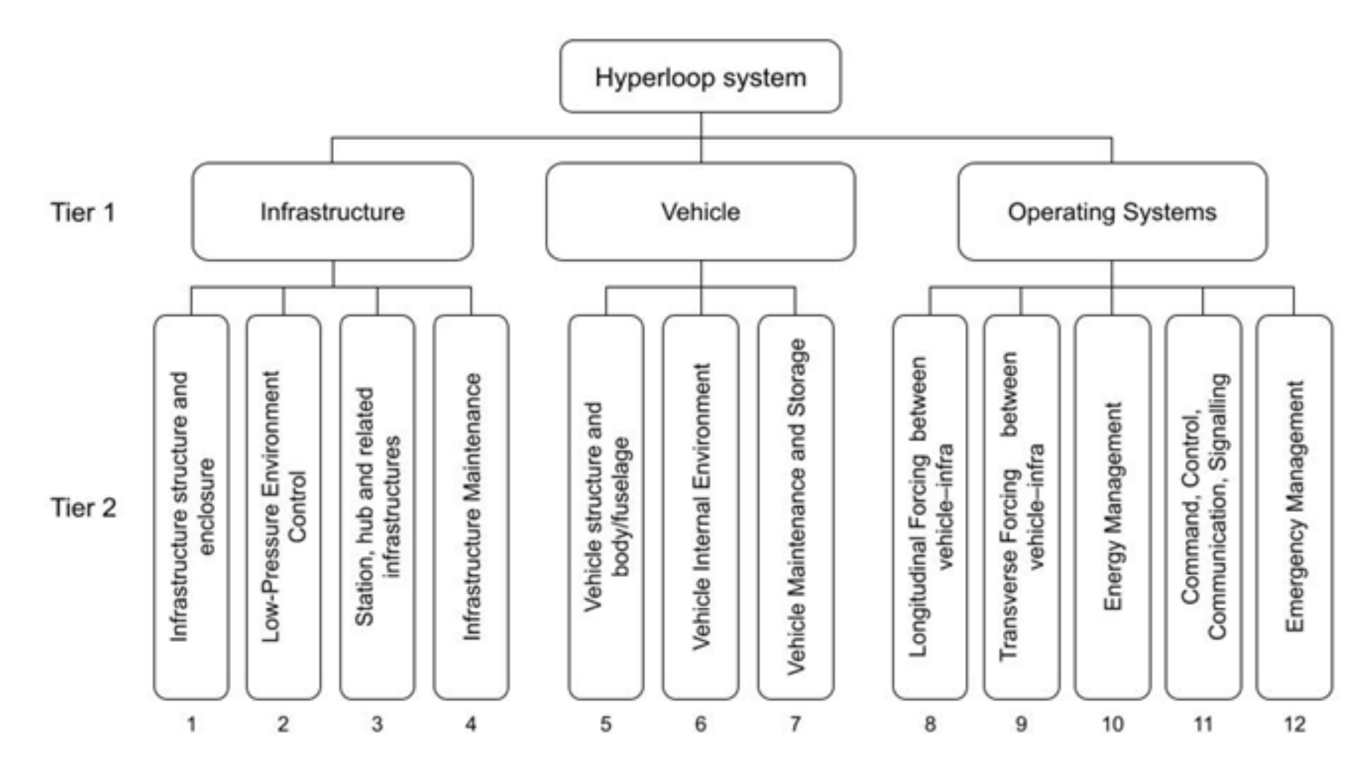 Hyperloop system
Tier 1
Infrastructure
Vehicle
Operating Systems
Tier 2
Infrastructure structure and
enclosure
Low-Pressure Environment
Control
Station, hub and related
infrastructures
Infrastructure Maintenance
Vehicle structure and
body/fuselage
Vehicle Internal Environment
Vehicle Maintenance and Storage
Longitudinal Forcing between
vehicle–infra
Transverse Forcing between
vehicle–infra
Energy Management
Command, Control,
Communication, Signalling
Emergency Management
1
2
3
4
5
6
7
8
9
10
11
12